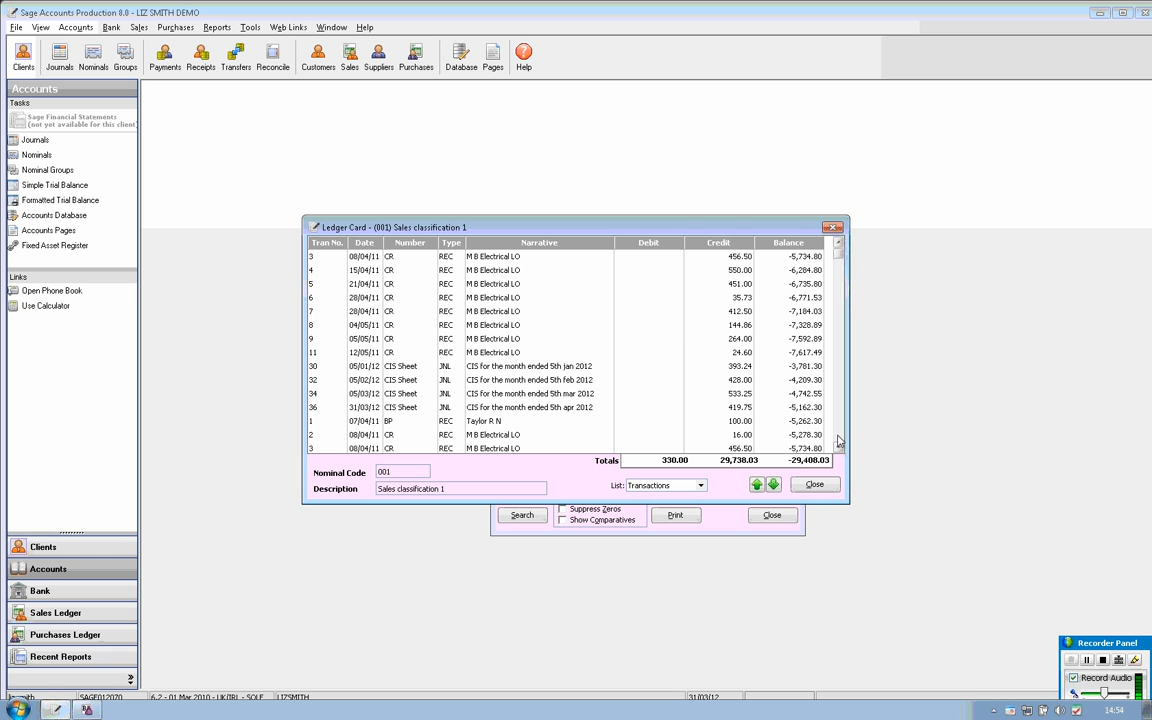 Sage Accounts Production 8.0 - LIZ SMITH DEMO
File View Accounts Bank Sales Purchases Reports Tools Web Links Window Help
Clients Journals Nominals Groups Payments Receipts Transfers Reconcile Customers Sales Suppliers Purchases Database Pages Help
Accounts
Tasks
Sage Financial Statements
(not yet available for this client)
Journals
Nominals
Nominal Groups
Simple Trial Balance
Formatted Trial Balance
Accounts Database
Accounts Pages
Fixed Asset Register
Links
Open Phone Book
Use Calculator
Clients
Accounts
Bank
Sales Ledger
Purchases Ledger
Recent Reports
Ledger Card - (001) Sales classification 1
Tran No. Date Number Type Narrative Debit Credit Balance
3 08/04/11 CR REC M B Electrical LO 456.50 -5,734.80
4 15/04/11 CR REC M B Electrical LO 550.00 -6,284.80
5 21/04/11 CR REC M B Electrical LO 451.00 -6,735.80
6 28/04/11 CR REC M B Electrical LO 35.73 -6,771.53
7 28/04/11 CR REC M B Electrical LO 412.50 -7,184.03
8 04/05/11 CR REC M B Electrical LO 144.86 -7,328.89
9 05/05/11 CR REC M B Electrical LO 264.00 -7,592.89
11 12/05/11 CR REC M B Electrical LO 24.60 -7,617.49
30 05/01/12 CIS Sheet JNL CIS for the month ended 5th jan 2012 393.24 -3,781.30
32 05/02/12 CIS Sheet JNL CIS for the month ended 5th feb 2012 428.00 -4,209.30
34 05/03/12 CIS Sheet JNL CIS for the month ended 5th mar 2012 533.25 -4,742.55
36 31/03/12 CIS Sheet JNL CIS for the month ended 5th apr 2012 419.75 -5,162.30
1 07/04/11 BP REC Taylor R N 100.00 -5,262.30
2 08/04/11 CR REC M B Electrical LO 16.00 -5,278.30
3 08/04/11 CR REC M B Electrical LO 456.50 -5,734.80
Totals 330.00 29,738.03 -29,408.03
Nominal Code 001
Description Sales classification 1
List: Transactions Close
Search Suppress Zeros Print Close
Show Comparatives
Recorder Panel
Record Audio
SAGE012070 6.2 - 01 Mar 2010 - UK/IRL - SOLE LIZSMITH 31/03/12
14:54